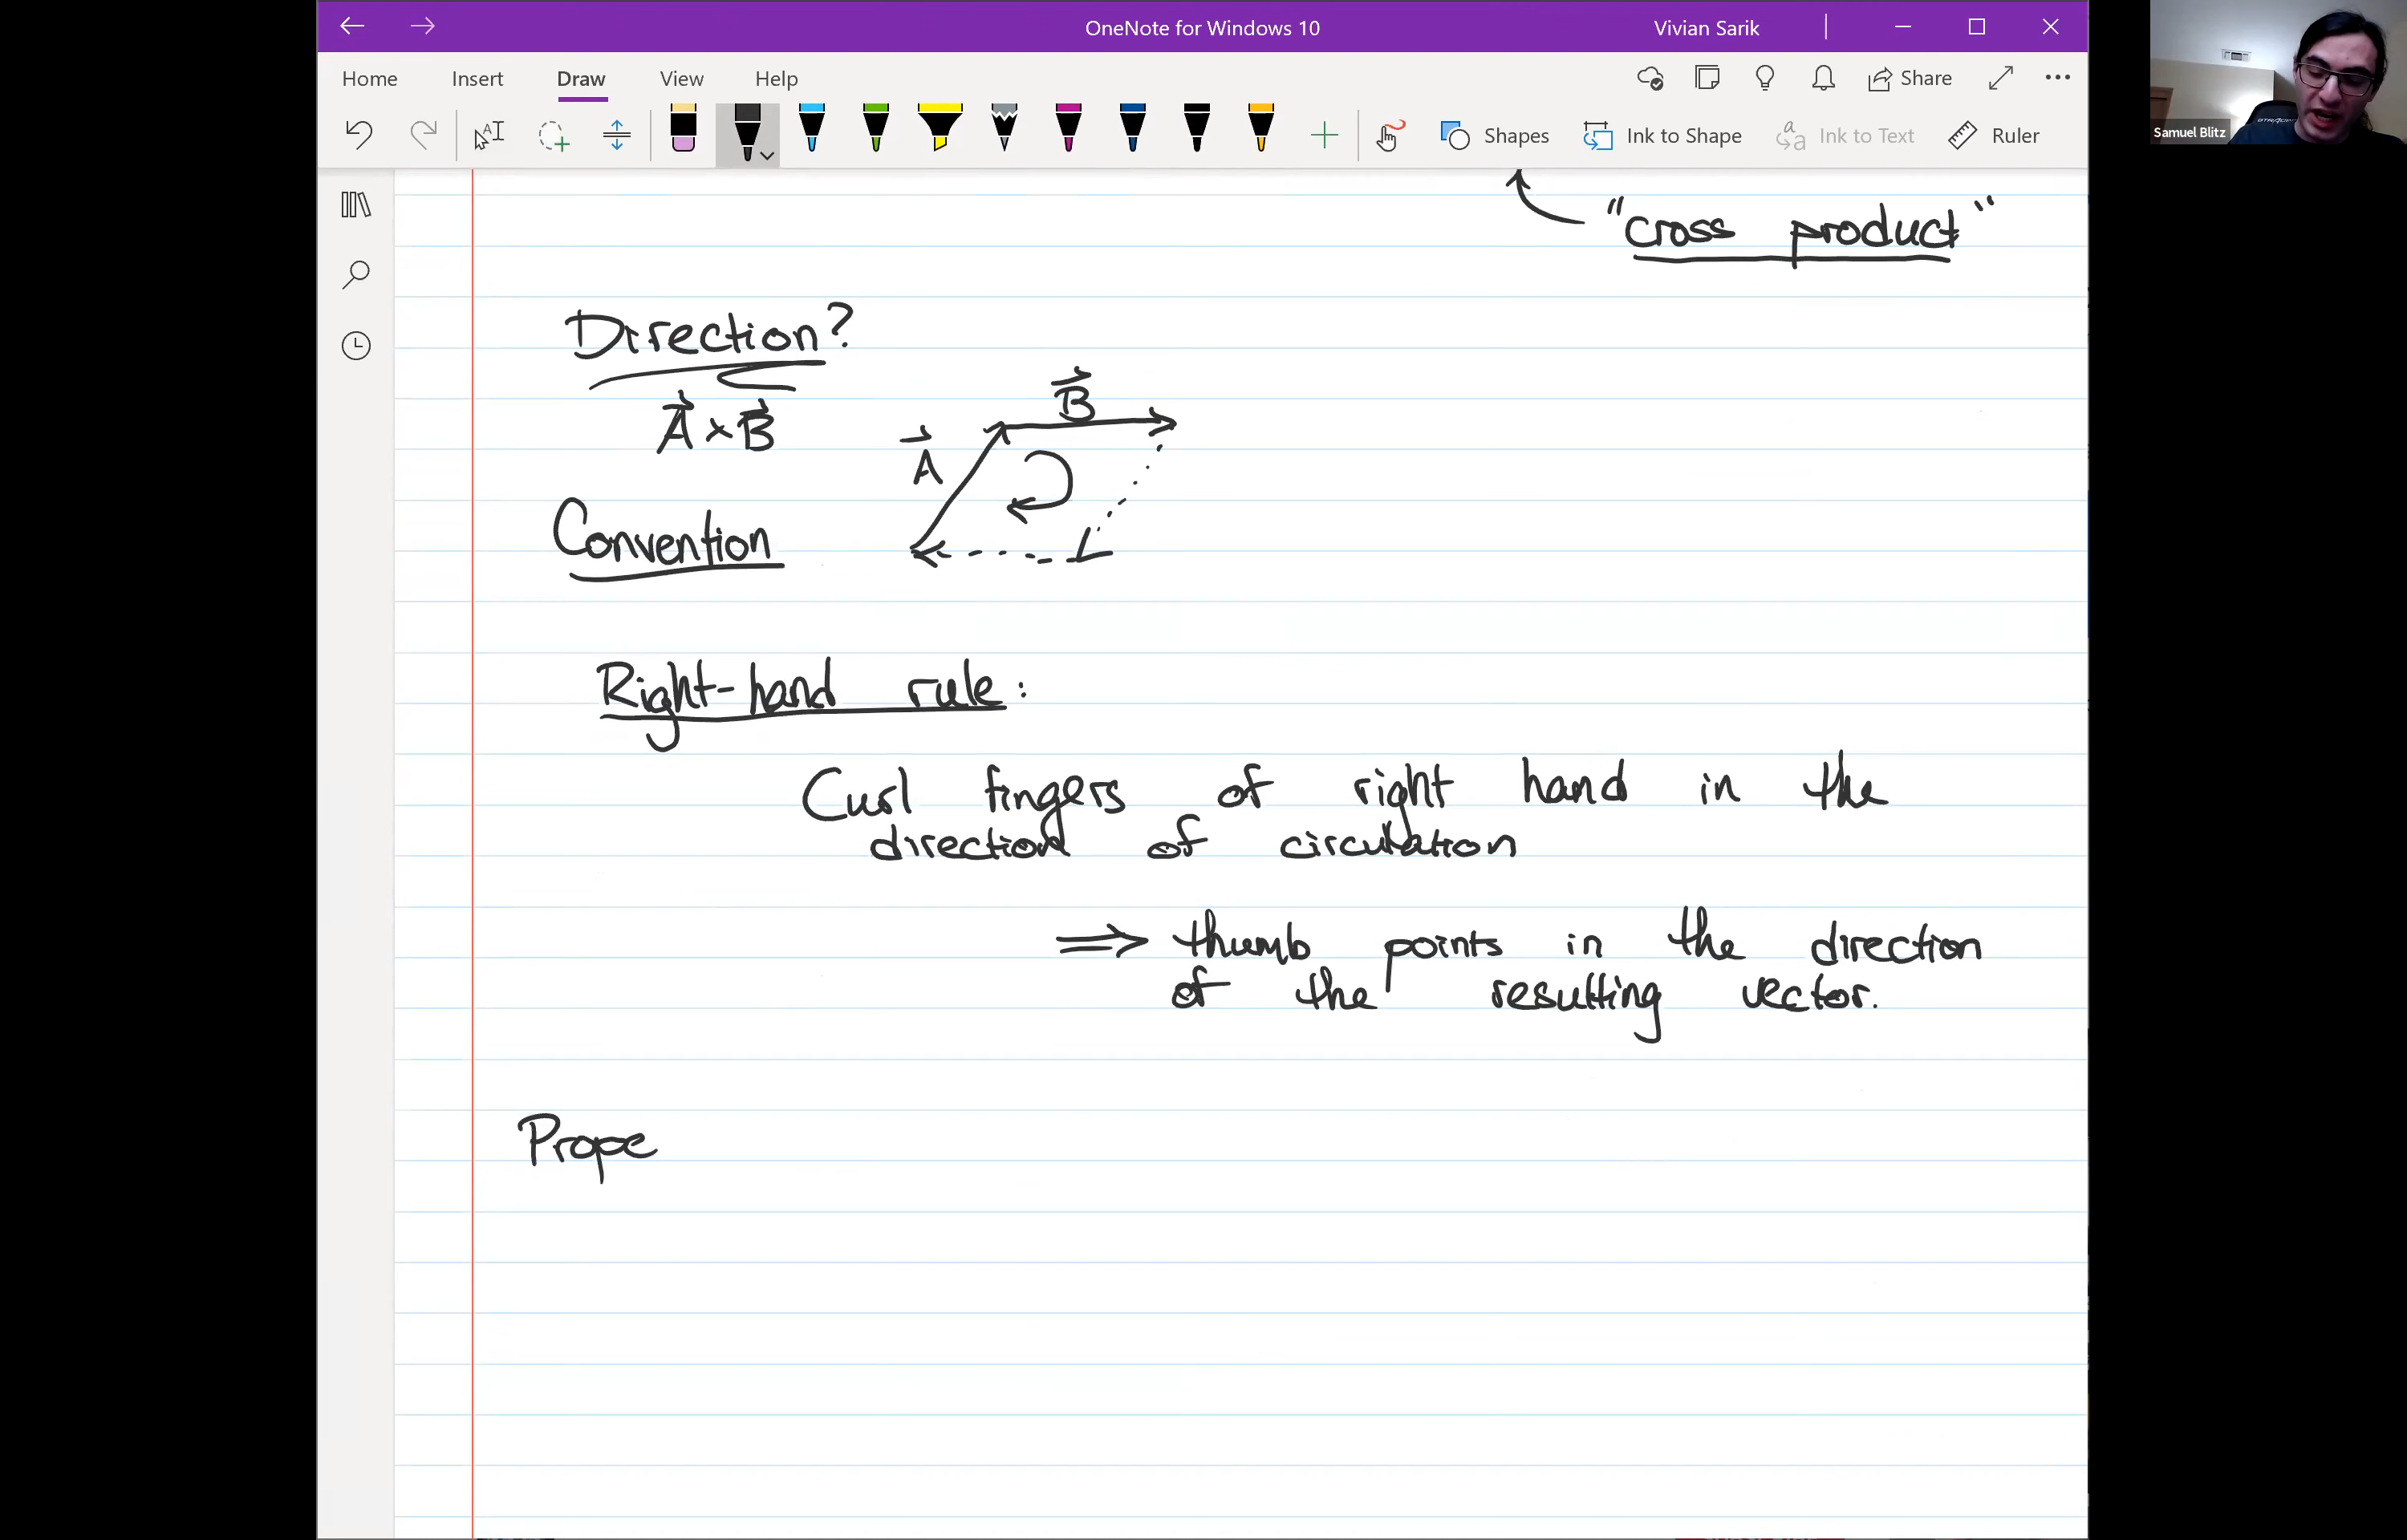 OneNote for Windows 10
Vivian Sarik
Home Insert Draw View Help
Share
Shapes Ink to Shape Ink to Text Ruler
Samuel Blitz
"cross product"
Direction?
A⃗ × B⃗
B⃗
A⃗
Convention
Right-hand rule:
Curl fingers of right hand in the
direction of circulation
⟹ thumb points in the direction
of the resulting vector.
Prope